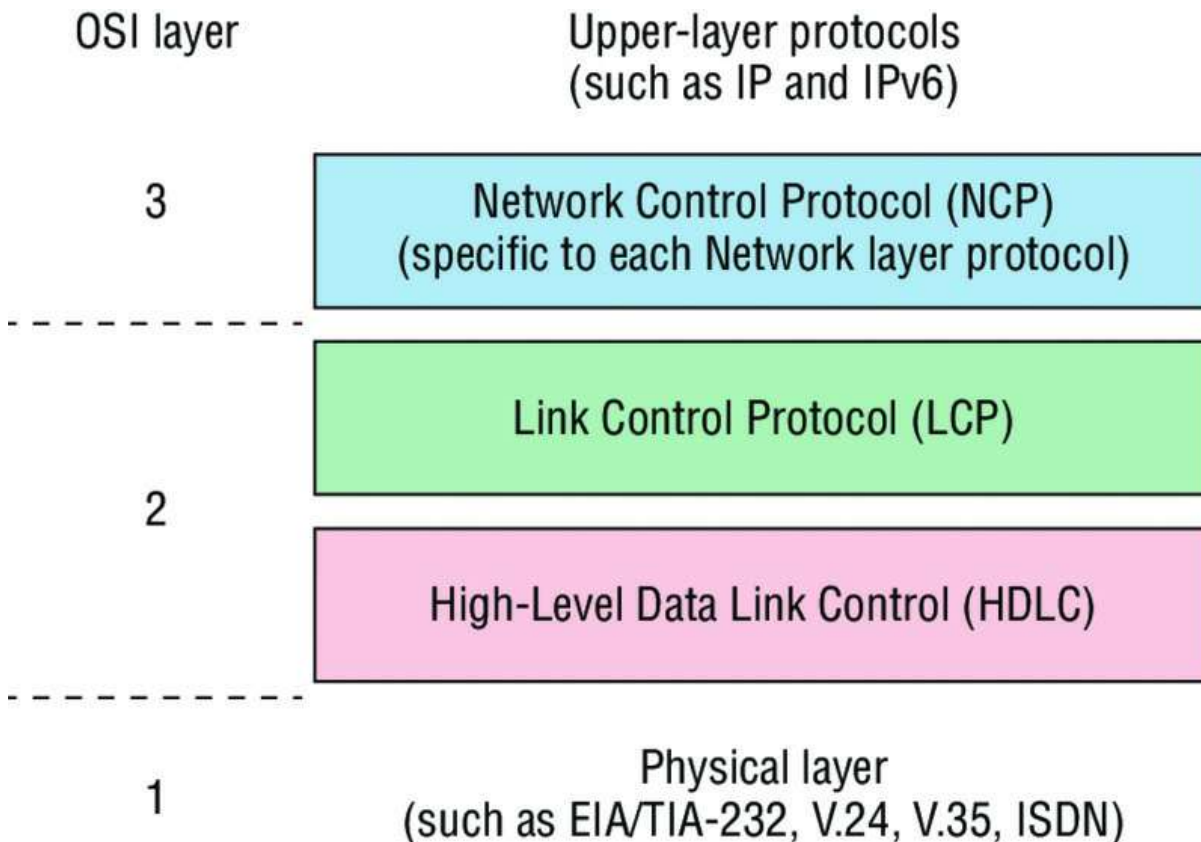 OSI layer
Upper-layer protocols
(such as IP and IPv6)
3
Network Control Protocol (NCP)
(specific to each Network layer protocol)
2
Link Control Protocol (LCP)
High-Level Data Link Control (HDLC)
1
Physical layer
(such as EIA/TIA-232, V.24, V.35, ISDN)